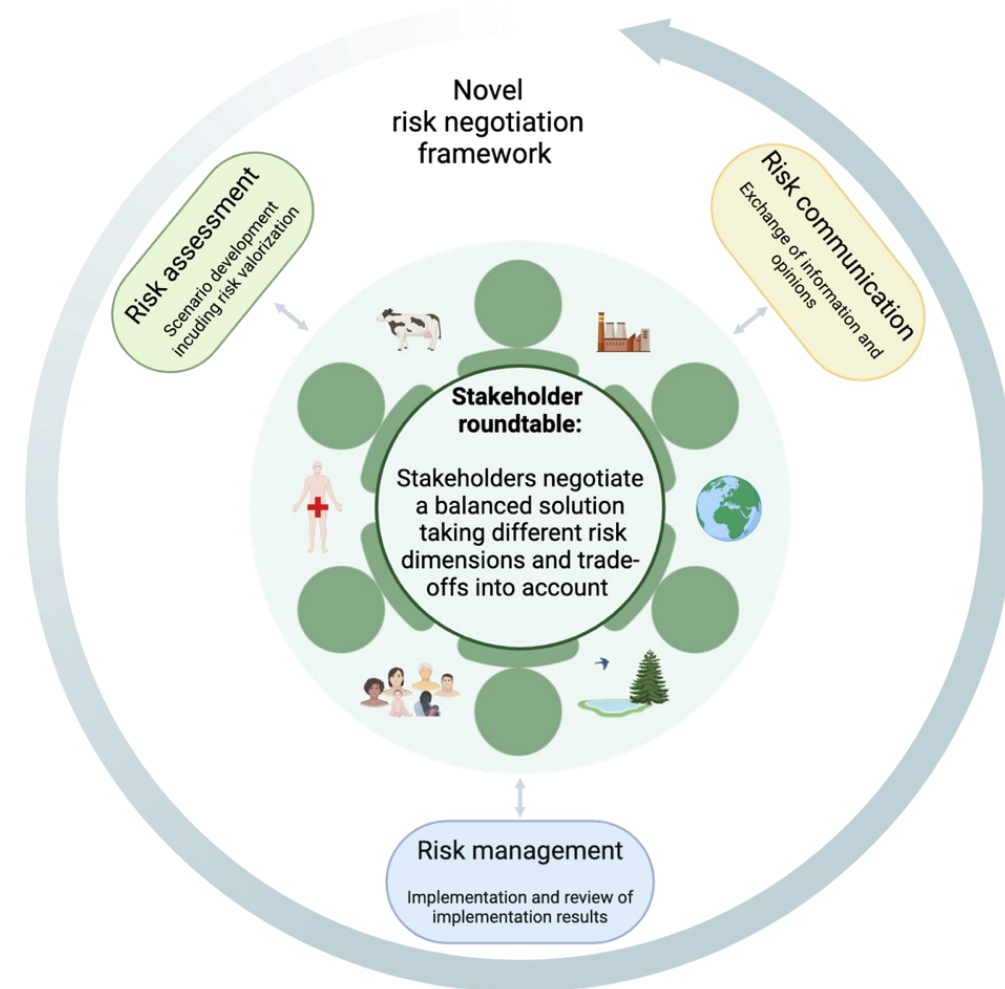 Novel
risk negotiation
framework
Risk assessment
Scenario development
incuding risk valorization
Risk communication
Exchange of information and
opinions
Stakeholder
roundtable:
Stakeholders negotiate
a balanced solution
taking different risk
dimensions and trade-
offs into account
Risk management
Implementation and review of
implementation results